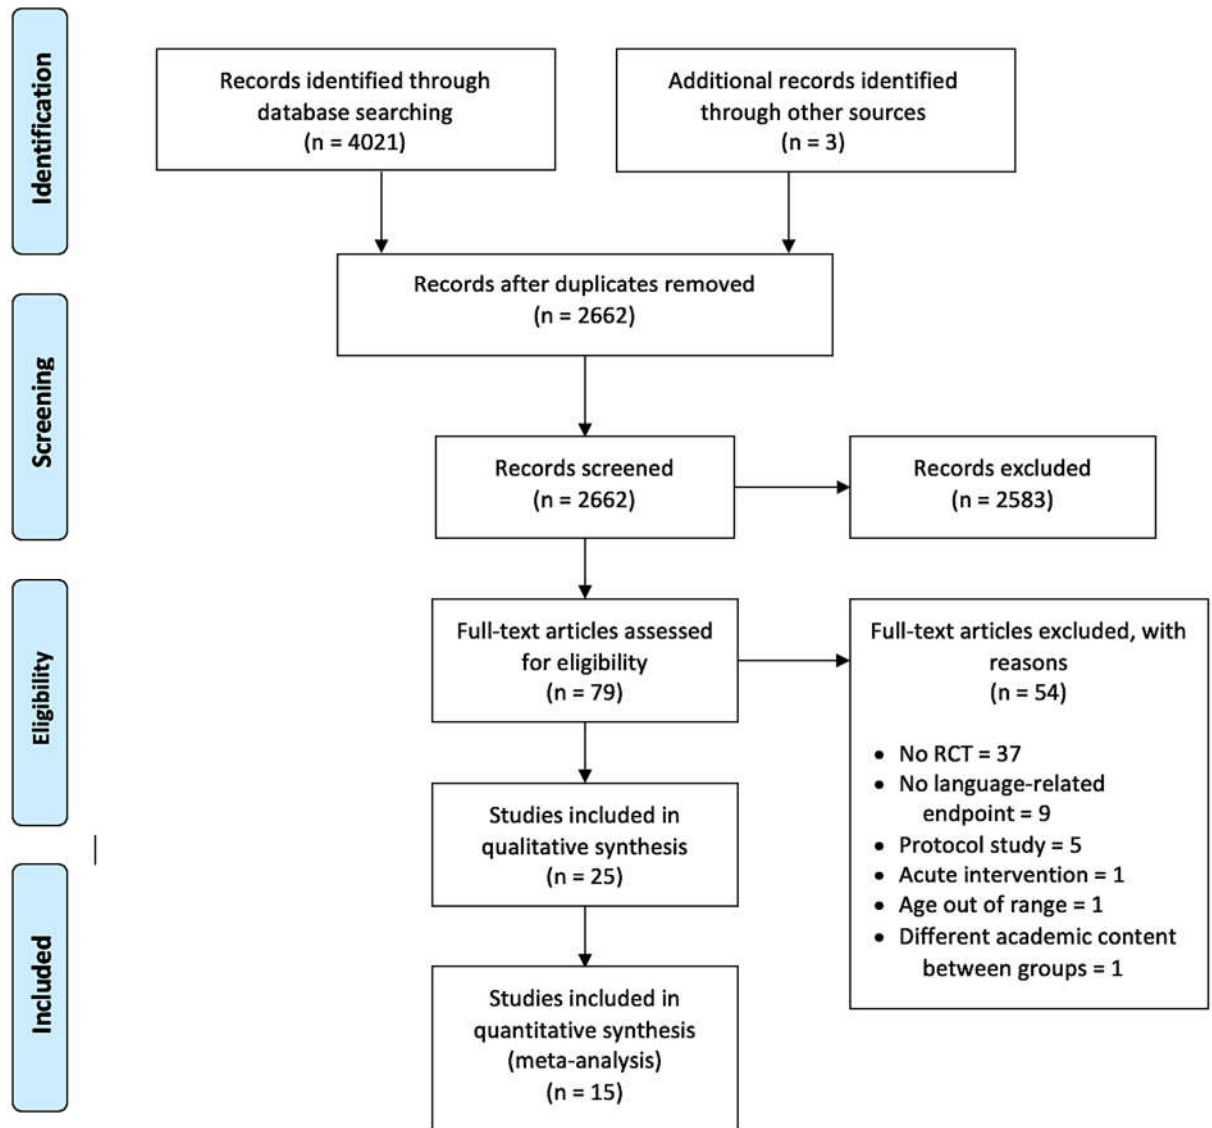 Identification
Records identified through
database searching
(n = 4021)
Additional records identified
through other sources
(n = 3)
Records after duplicates removed
(n = 2662)
Screening
Records screened
(n = 2662)
Records excluded
(n = 2583)
Eligibility
Full-text articles assessed
for eligibility
(n = 79)
Full-text articles excluded, with
reasons
(n = 54)
• No RCT = 37
• No language-related
endpoint = 9
• Protocol study = 5
• Acute intervention = 1
• Age out of range = 1
• Different academic content
between groups = 1
Studies included in
qualitative synthesis
(n = 25)
Included
Studies included in
quantitative synthesis
(meta-analysis)
(n = 15)